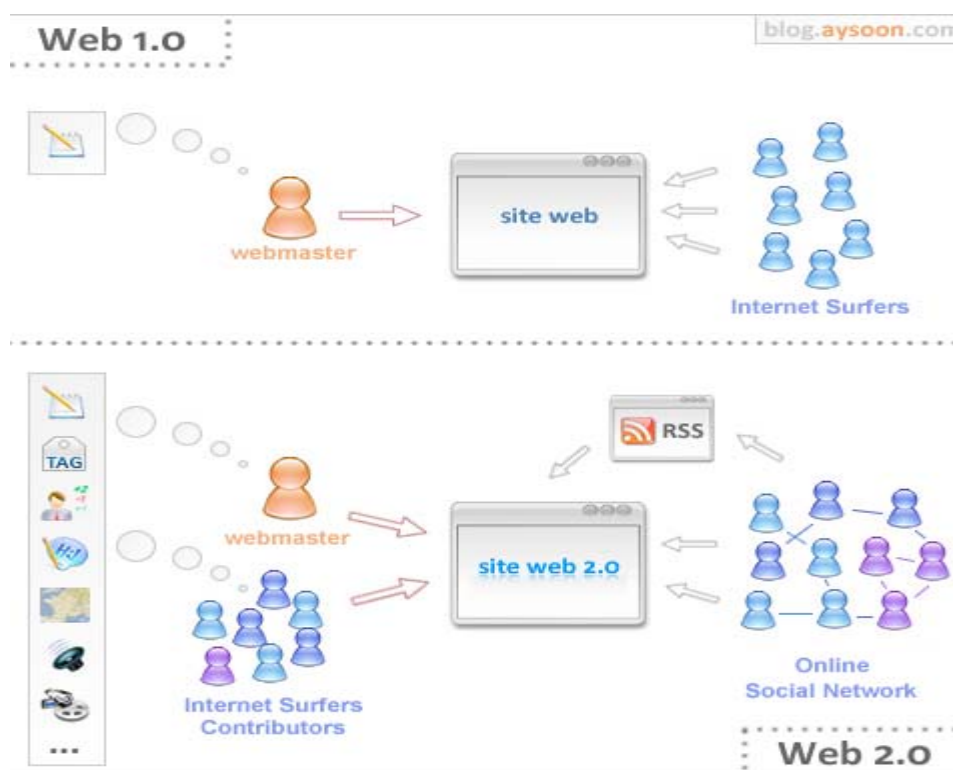 Web 1.0
blog.aysoon.com
site web
webmaster
Internet Surfers
TAG
RSS
webmaster
site web 2.0
Internet Surfers
Contributors
Online
Social Network
...
Web 2.0